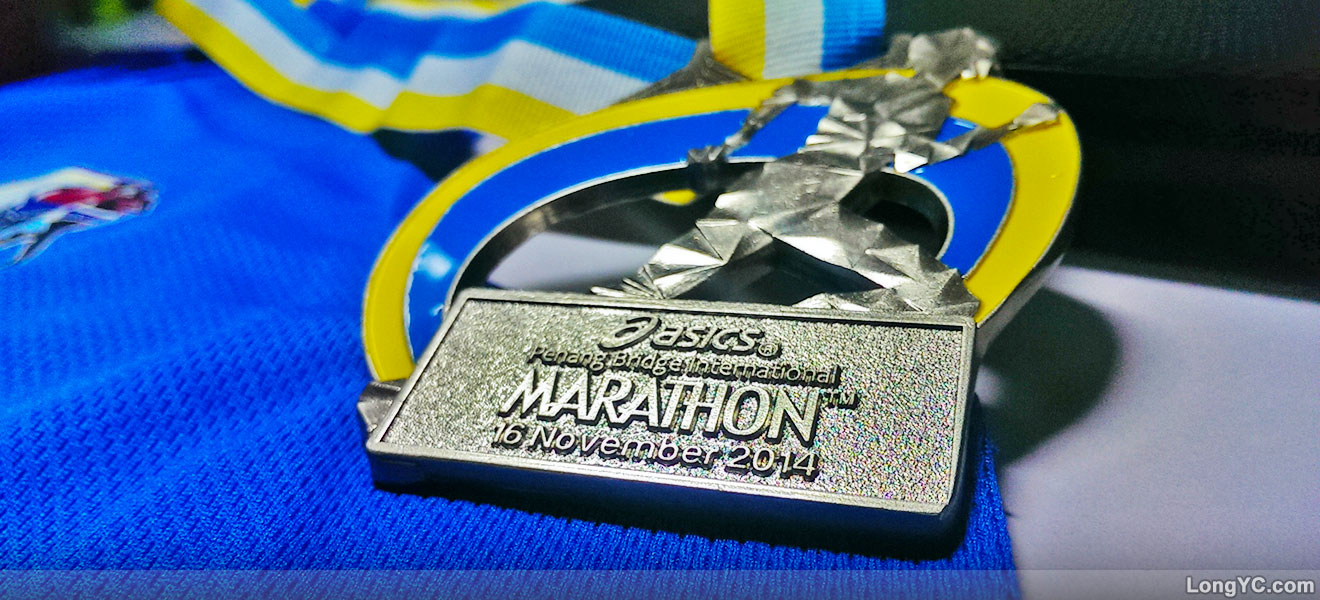 asics®
Penang Bridge International
MARATHON™
16 November 2014
LongYC.com